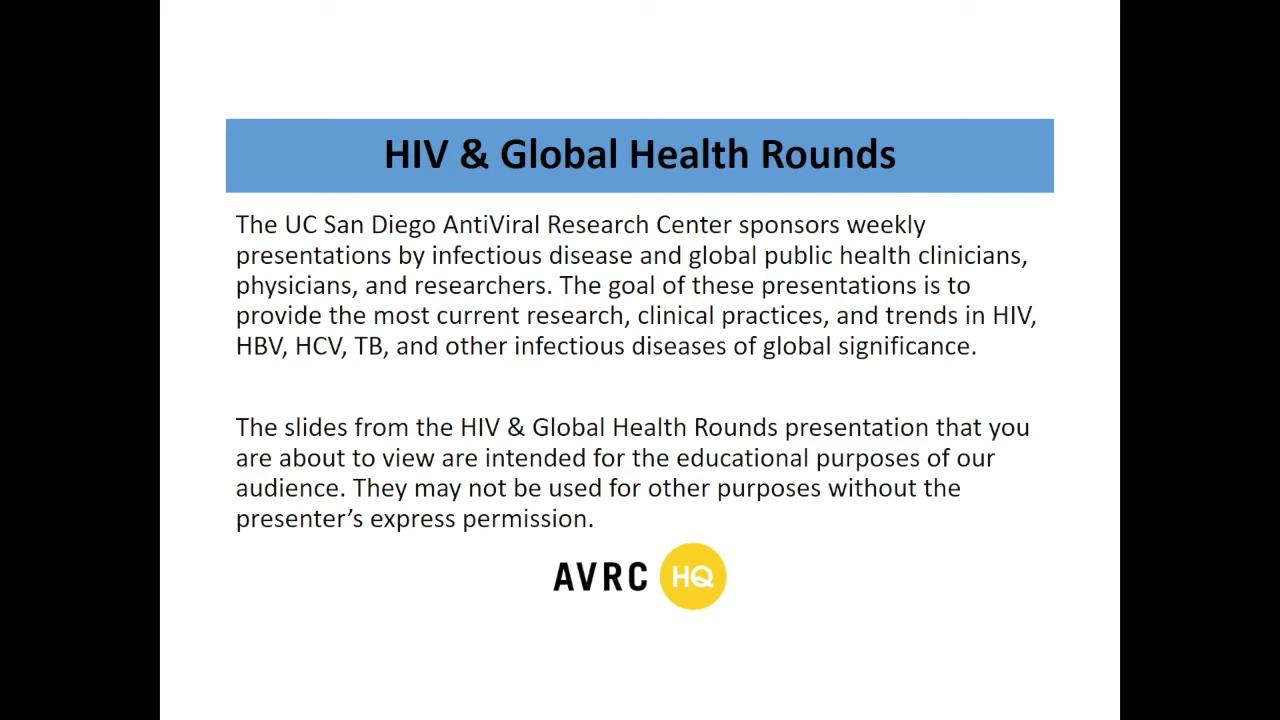 HIV & Global Health Rounds
The UC San Diego AntiViral Research Center sponsors weekly
presentations by infectious disease and global public health clinicians,
physicians, and researchers. The goal of these presentations is to
provide the most current research, clinical practices, and trends in HIV,
HBV, HCV, TB, and other infectious diseases of global significance.
The slides from the HIV & Global Health Rounds presentation that you
are about to view are intended for the educational purposes of our
audience. They may not be used for other purposes without the
presenter’s express permission.
AVRC HQ